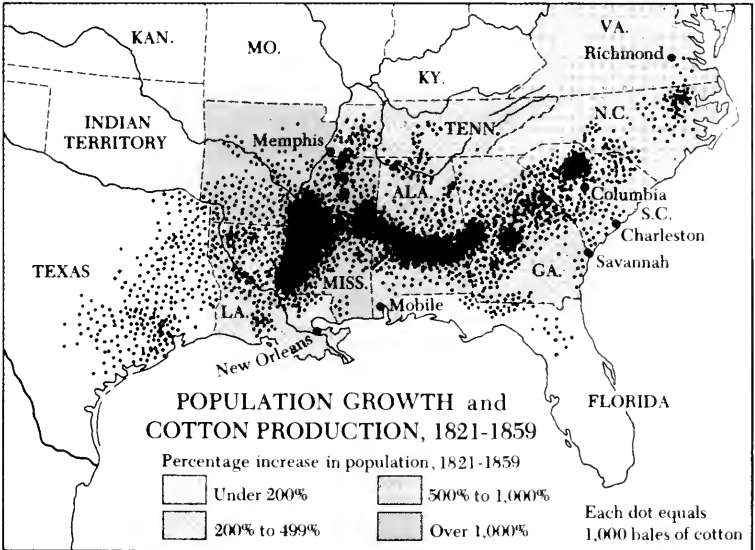 KAN.
MO.
KY.
VA.
Richmond
INDIAN
TERRITORY
Memphis
TENN.
N.C.
ALA.
Columbia
S.C.
Charleston
Savannah
GA.
TEXAS
MISS.
LA.
Mobile
New Orleans
FLORIDA
POPULATION GROWTH and
COTTON PRODUCTION, 1821-1859
Percentage increase in population, 1821-1859
Under 200%
500% to 1,000%
200% to 499%
Over 1,000%
Each dot equals
1,000 bales of cotton